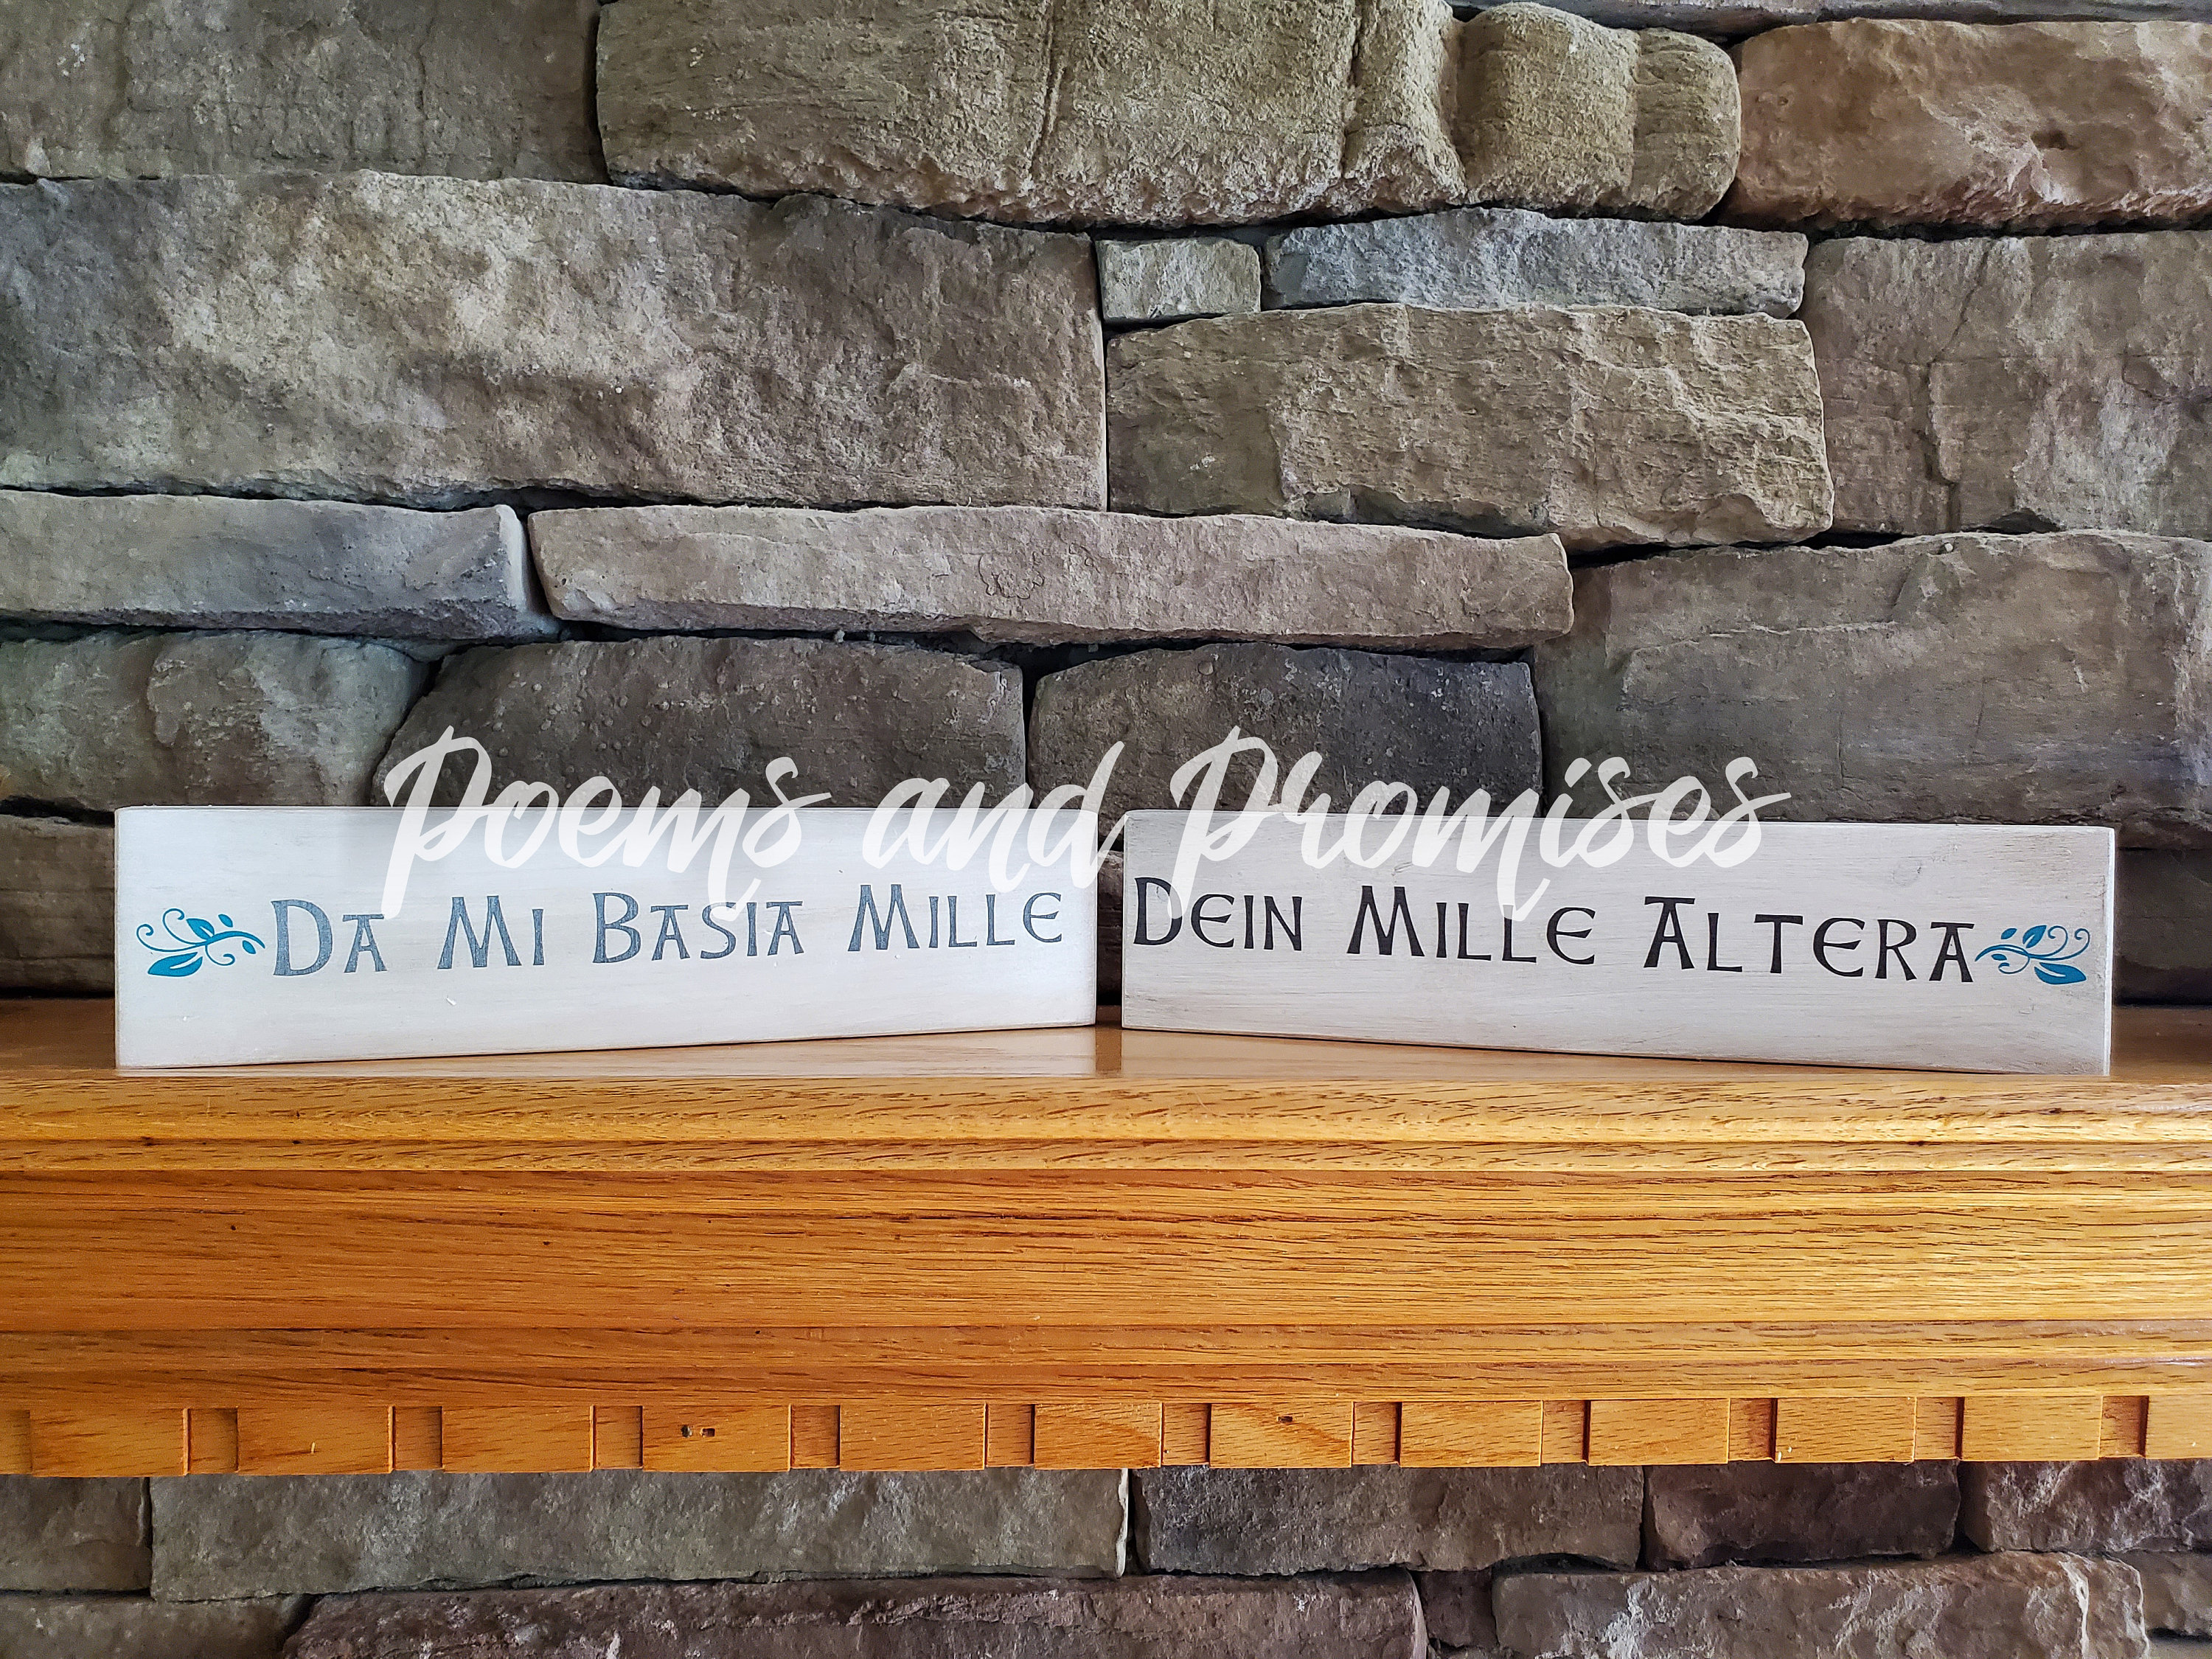 Poems and Promises
Da Mi Basia Mille
Dein Mille Altera